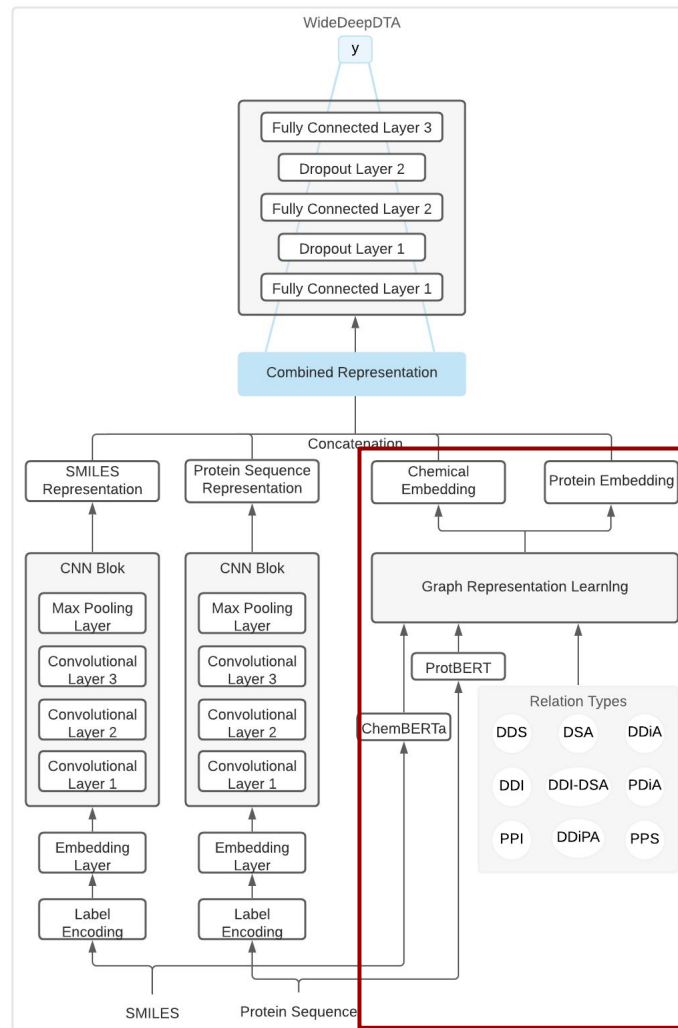 WideDeepDTA
y
Fully Connected Layer 3
Dropout Layer 2
Fully Connected Layer 2
Dropout Layer 1
Fully Connected Layer 1
Combined Representation
Concatenation
SMILES
Representation
Protein Sequence
Representation
Chemical
Embedding
Protein Embedding
CNN Blok
Max Pooling
Layer
Convolutional
Layer 3
Convolutional
Layer 2
Convolutional
Layer 1
CNN Blok
Max Pooling
Layer
Convolutional
Layer 3
Convolutional
Layer 2
Convolutional
Layer 1
Graph Representation Learnlng
ProtBERT
ChemBERTa
Relation Types
DDS DSA DDiA
DDI DDI-DSA PDiA
PPI DDiPA PPS
Embedding
Layer
Embedding
Layer
Label
Encoding
Label
Encoding
SMILES
Protein Sequence